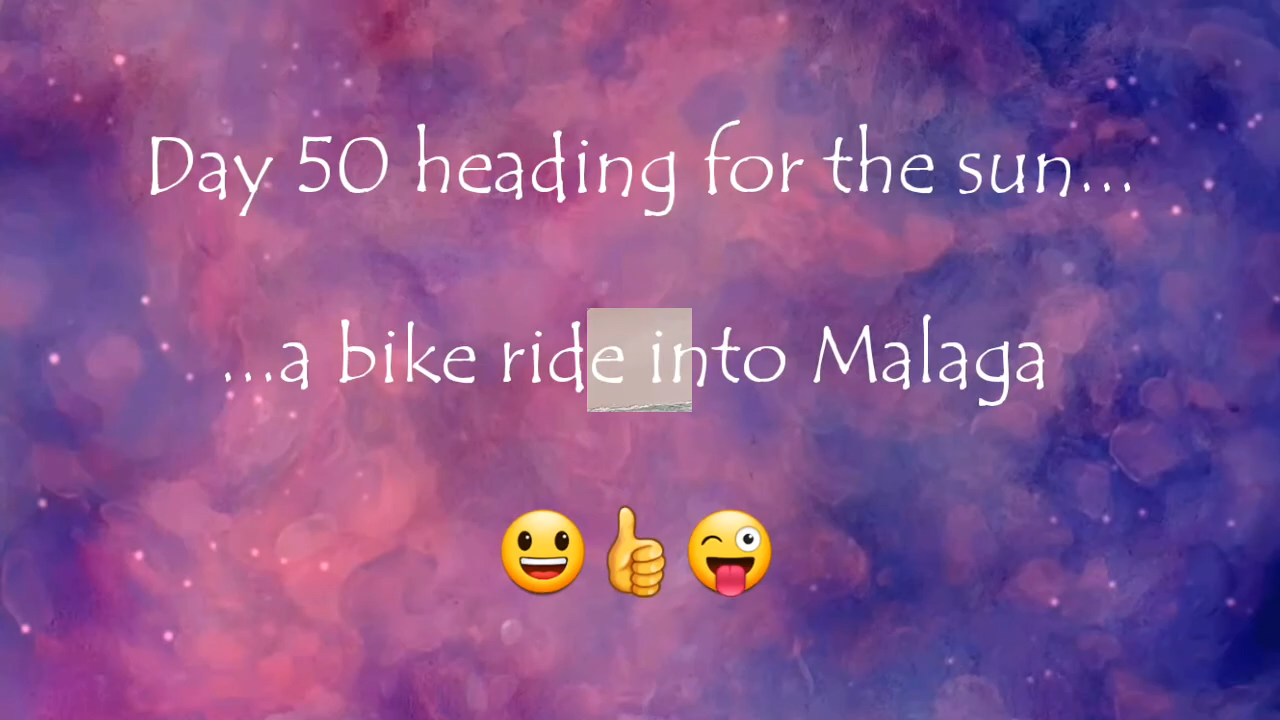 Day 50 heading for the sun...
...a bike ride into Malaga
😃👍😜